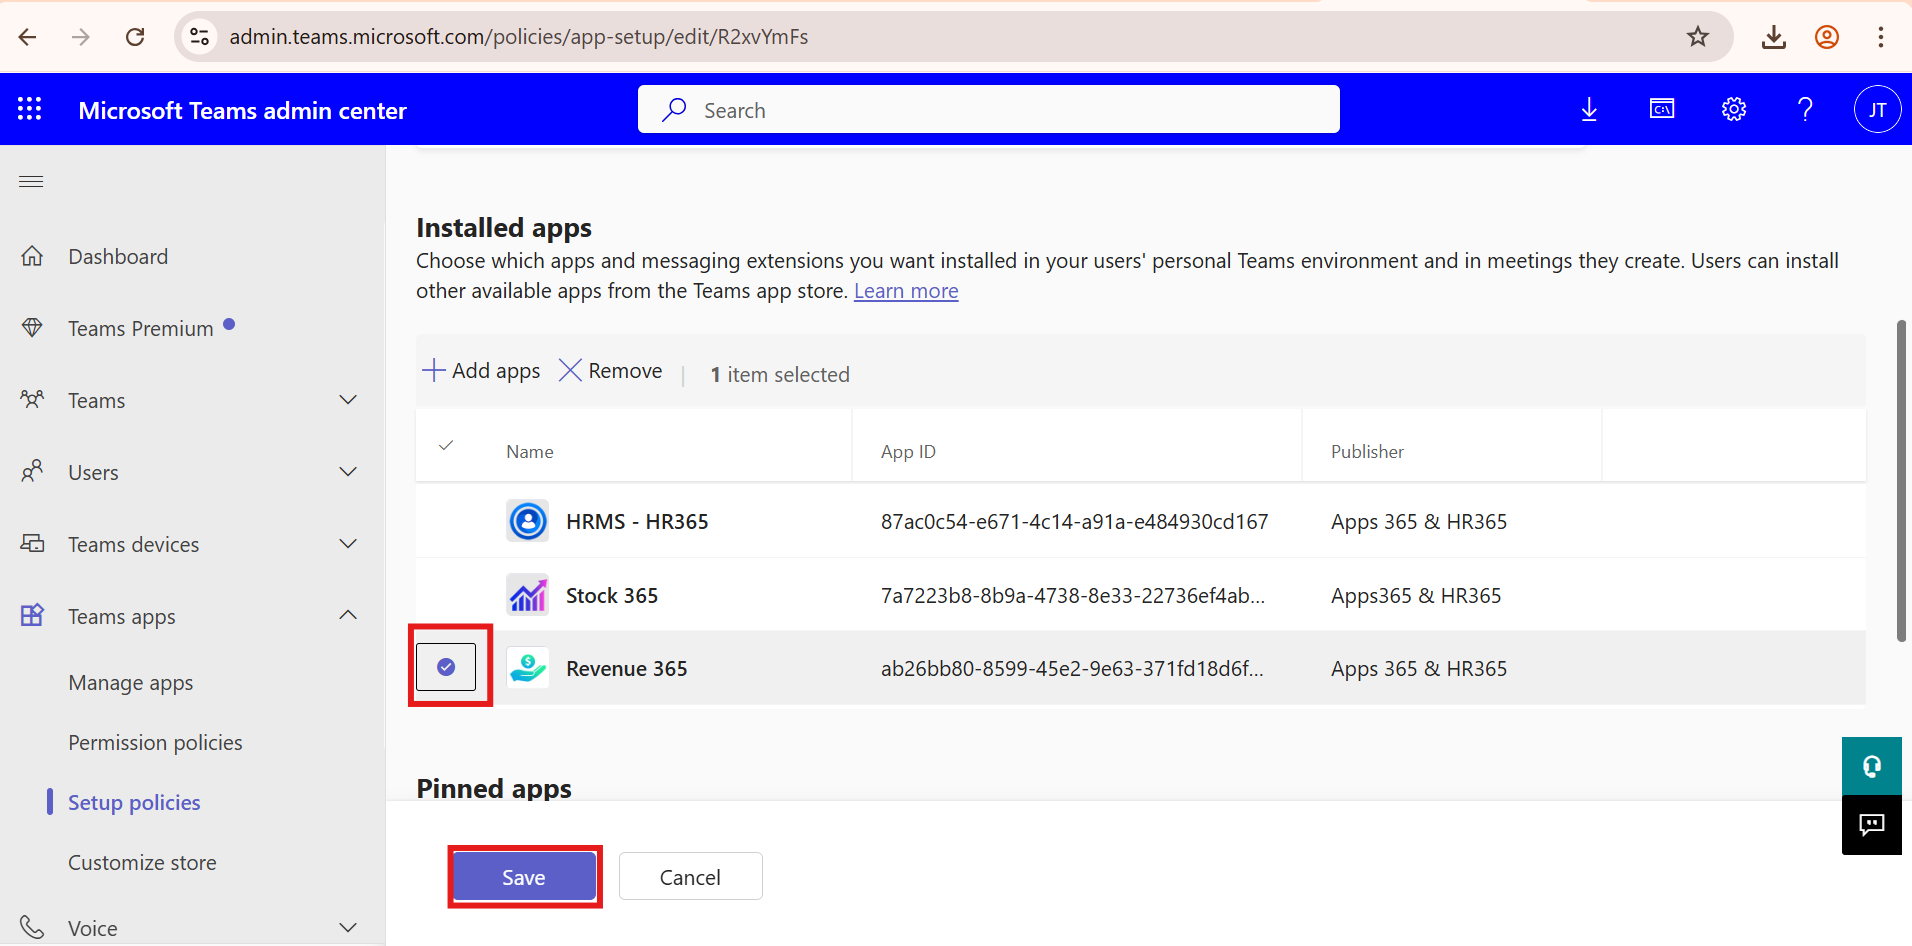 admin.teams.microsoft.com/policies/app-setup/edit/R2xvYmFs
Microsoft Teams admin center
Search
C:\
?
JT
Dashboard
Teams Premium
Teams
Users
Teams devices
Teams apps
Manage apps
Permission policies
Setup policies
Customize store
Voice
Installed apps
Choose which apps and messaging extensions you want installed in your users' personal Teams environment and in meetings they create. Users can install
other available apps from the Teams app store. Learn more
Add apps Remove | 1 item selected
Name App ID Publisher
HRMS - HR365 87ac0c54-e671-4c14-a91a-e484930cd167 Apps 365 & HR365
Stock 365 7a7223b8-8b9a-4738-8e33-22736ef4ab... Apps365 & HR365
Revenue 365 ab26bb80-8599-45e2-9e63-371fd18d6f... Apps 365 & HR365
Pinned apps
Save Cancel